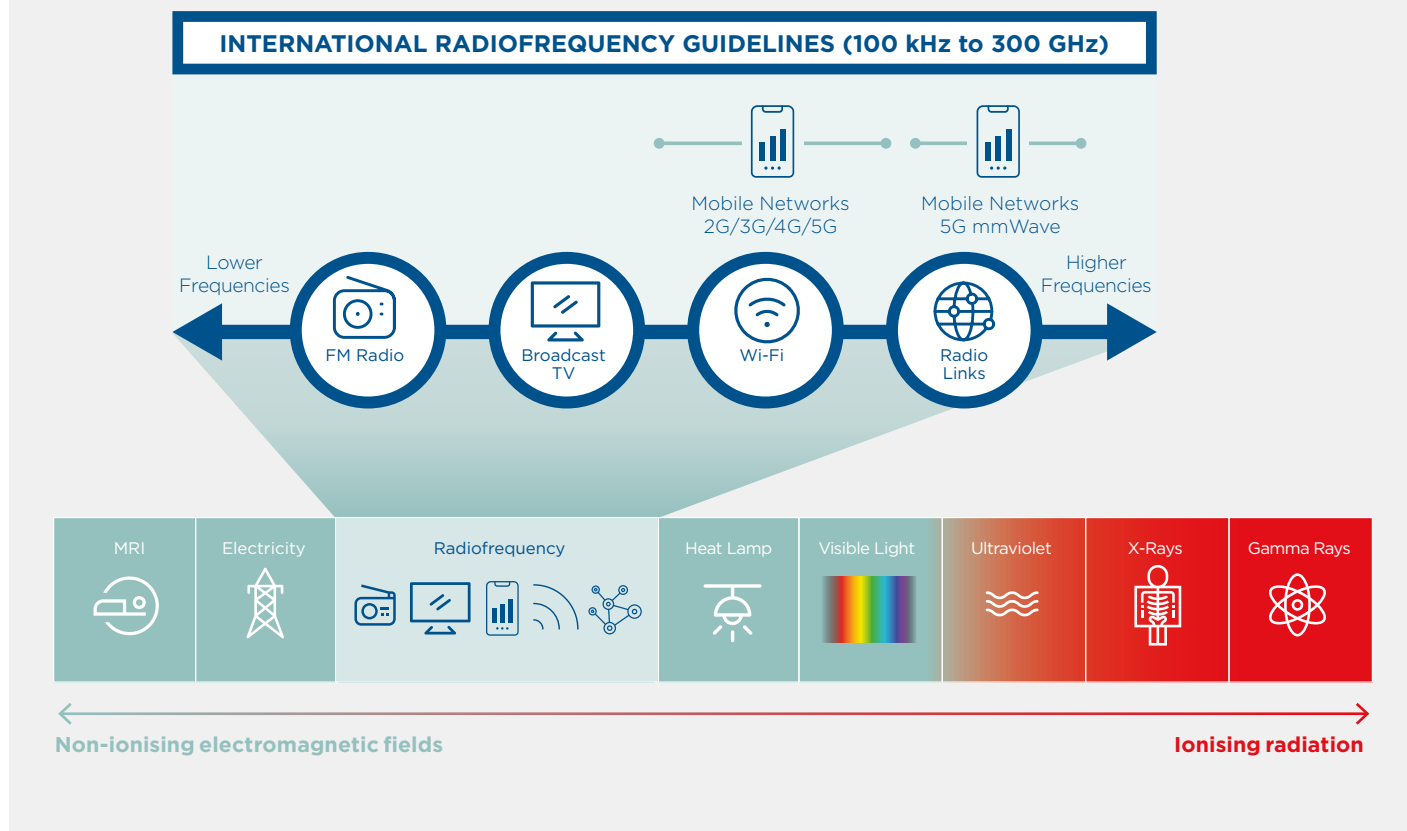 INTERNATIONAL RADIOFREQUENCY GUIDELINES (100 kHz to 300 GHz)
Mobile Networks
2G/3G/4G/5G
Mobile Networks
5G mmWave
Lower
Frequencies
Higher
Frequencies
FM Radio
Broadcast
TV
Wi-Fi
Radio
Links
MRI
Electricity
Radiofrequency
Heat Lamp
Visible Light
Ultraviolet
X-Rays
Gamma Rays
Non-ionising electromagnetic fields
Ionising radiation